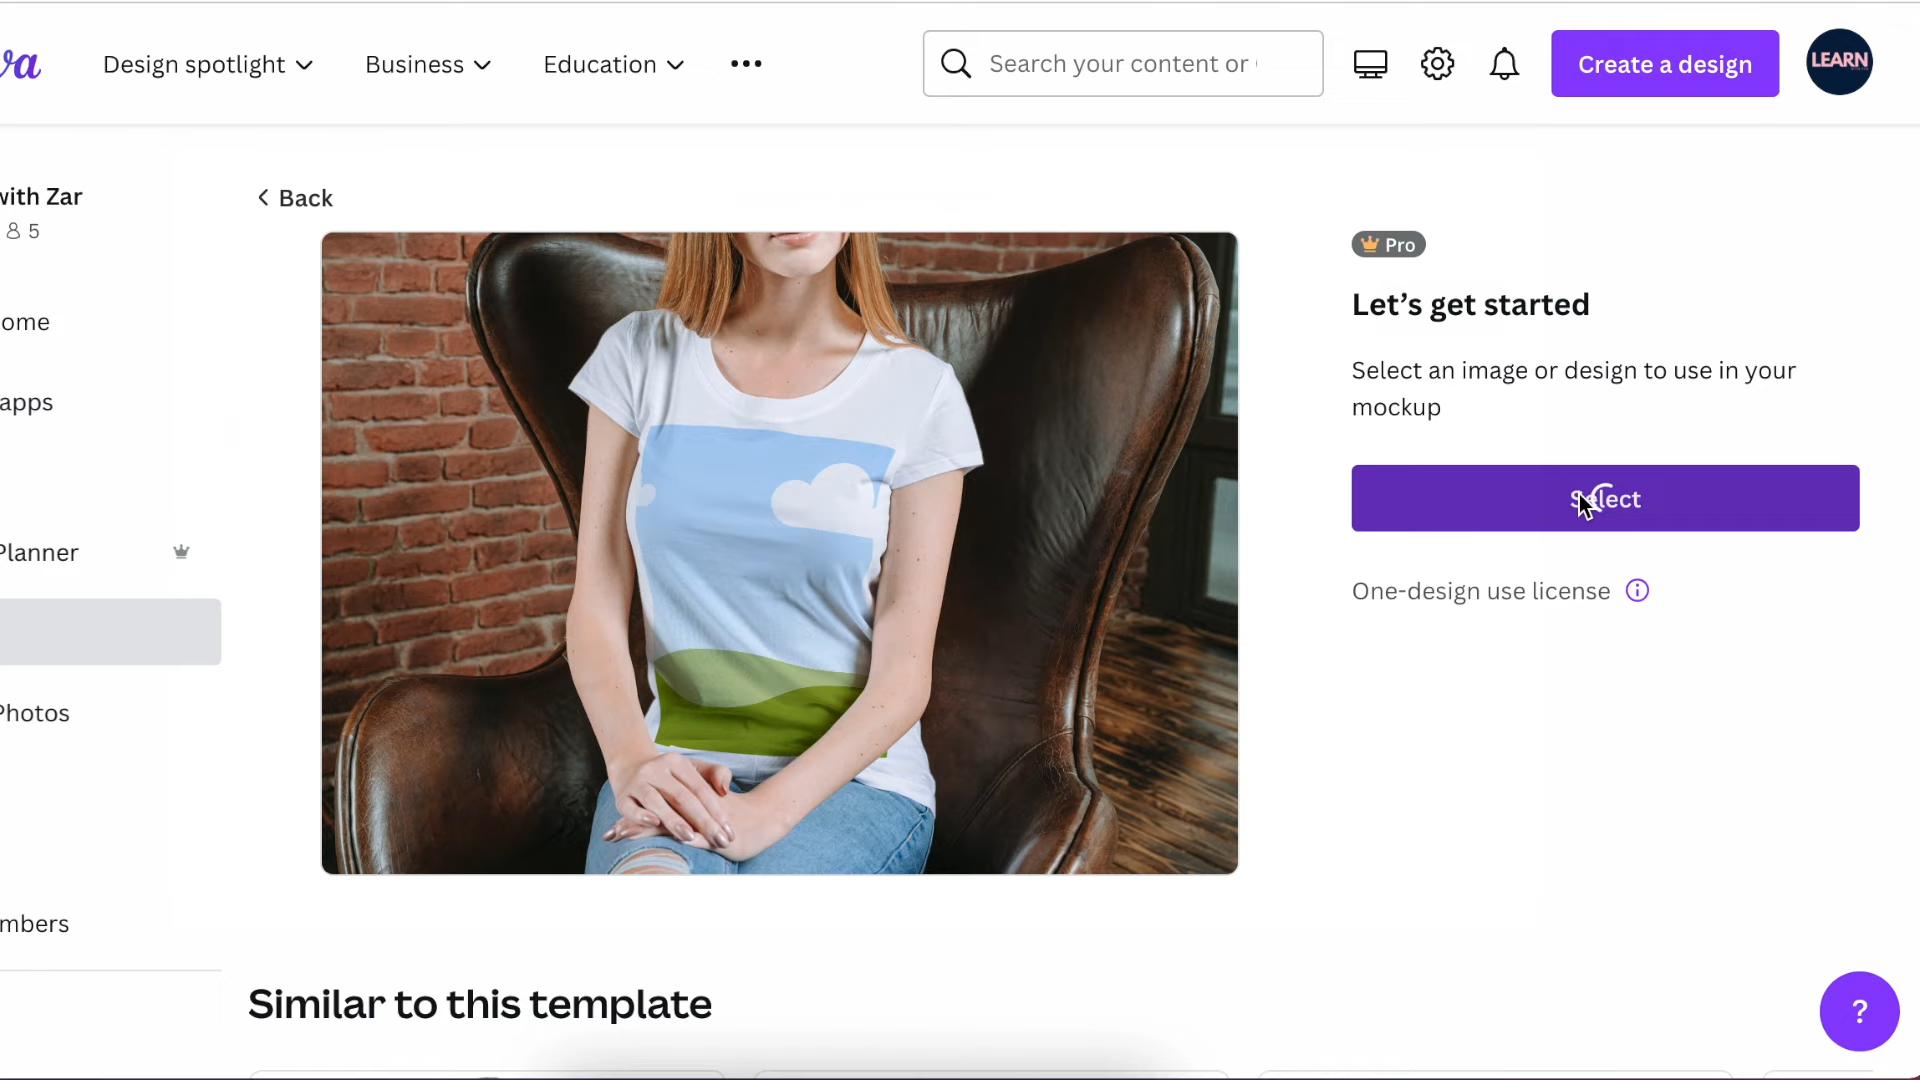 va
Design spotlight
Business
Education
Search your content or
Create a design
LEARN
with Zar
5
ome
apps
Planner
Photos
mbers
Back
Pro
Let’s get started
Select an image or design to use in your
mockup
Select
One-design use license
Similar to this template
?